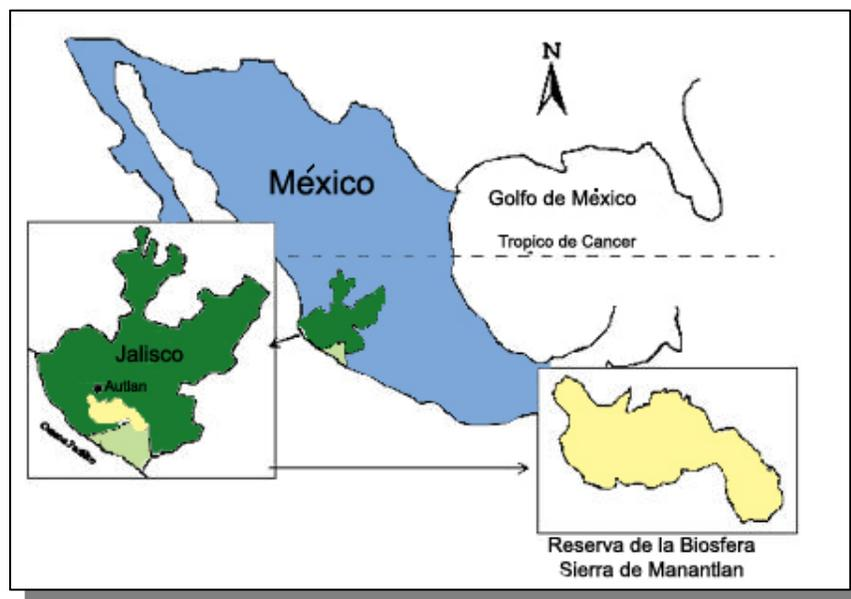 N
México
Golfo de México
Tropico de Cancer
Jalisco
Autlan
Reserva de la Biosfera
Sierra de Manantlan